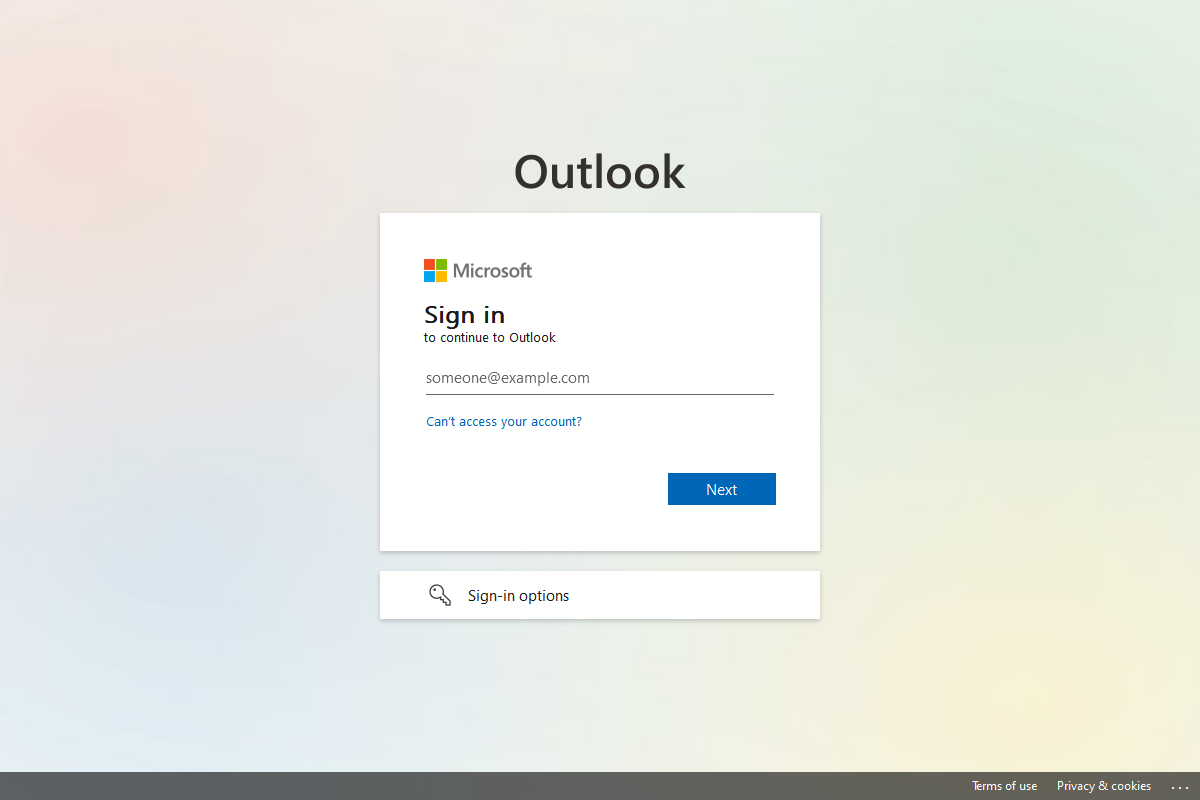 Outlook
Microsoft
Sign in
to continue to Outlook
someone@example.com
Can't access your account?
Next
Sign-in options
Terms of use Privacy & cookies ...